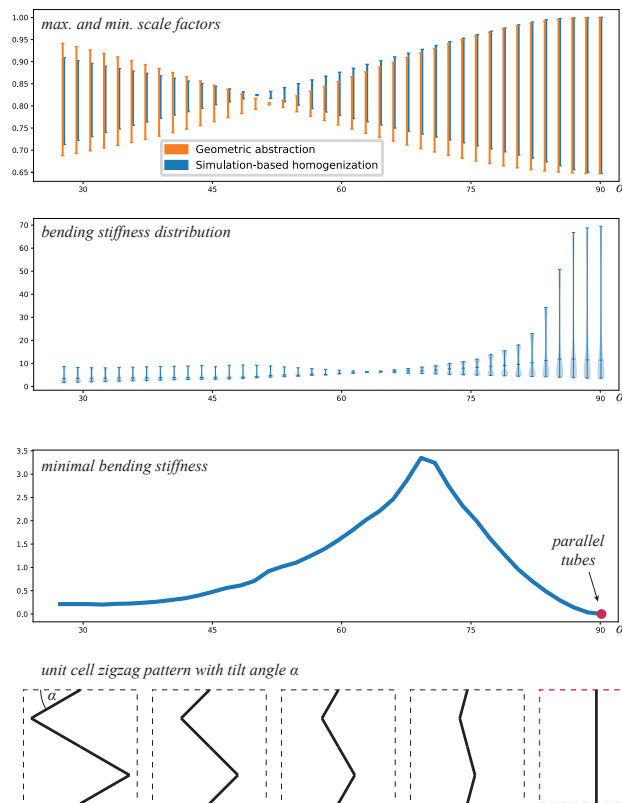 max. and min. scale factors
1.00
0.95
0.90
0.85
0.80
0.75
0.70
0.65
Geometric abstraction
Simulation-based homogenization
30 45 60 75 90
bending stiffness distribution
70
60
50
40
30
20
10
0
30 45 60 75 90
minimal bending stiffness
3.5
3.0
2.5
2.0
1.5
1.0
0.5
0.0
parallel
tubes
30 45 60 75 90
unit cell zigzag pattern with tilt angle α
α